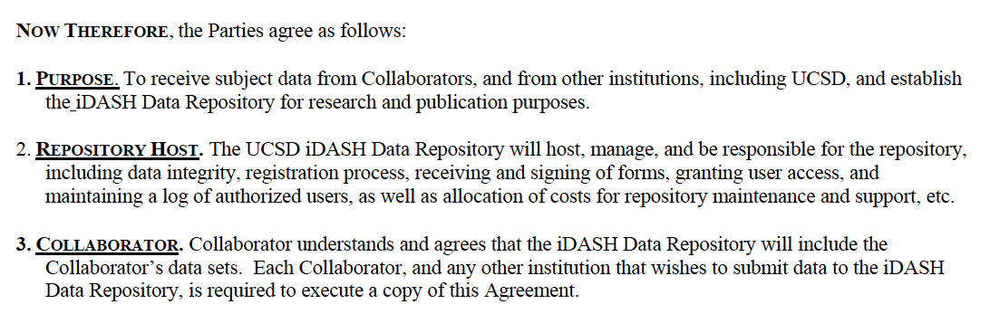 NOW THEREFORE, the Parties agree as follows:
1. PURPOSE. To receive subject data from Collaborators, and from other institutions, including UCSD, and establish
the iDASH Data Repository for research and publication purposes.
2. REPOSITORY HOST. The UCSD iDASH Data Repository will host, manage, and be responsible for the repository,
including data integrity, registration process, receiving and signing of forms, granting user access, and
maintaining a log of authorized users, as well as allocation of costs for repository maintenance and support, etc.
3. COLLABORATOR. Collaborator understands and agrees that the iDASH Data Repository will include the
Collaborator’s data sets.  Each Collaborator, and any other institution that wishes to submit data to the iDASH
Data Repository, is required to execute a copy of this Agreement.